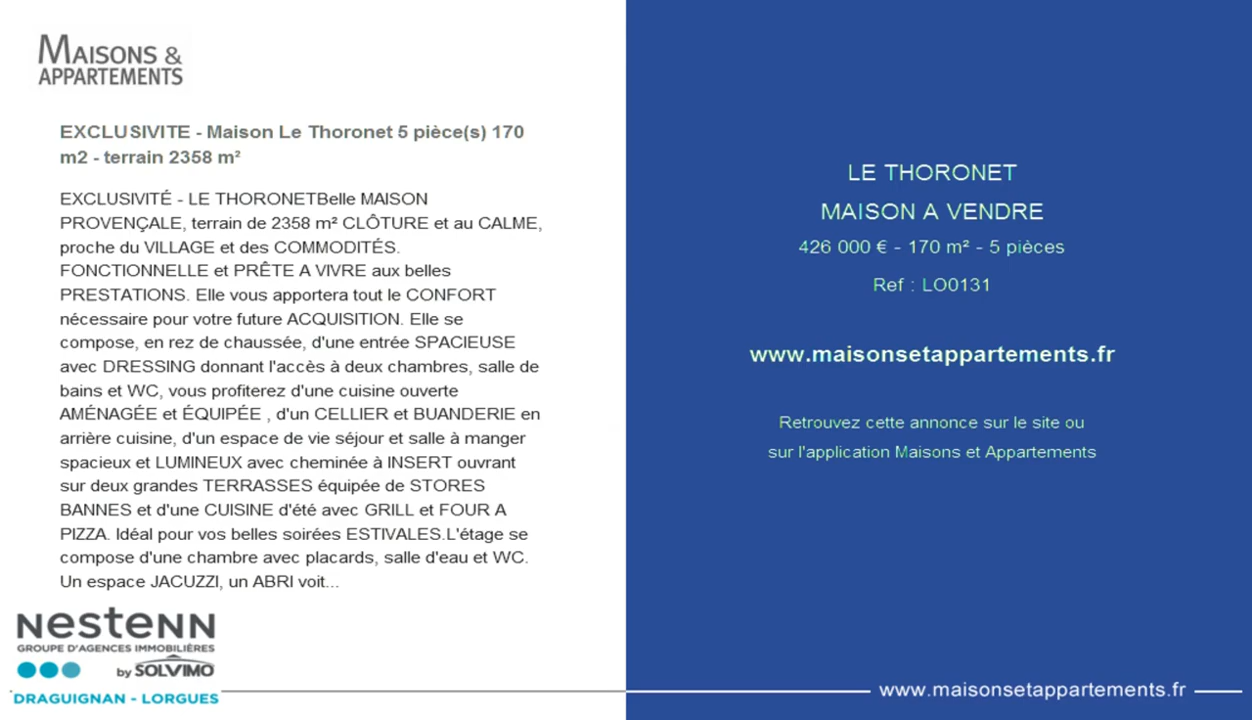 MAISONS &
APPARTEMENTS
EXCLUSIVITE - Maison Le Thoronet 5 pièce(s) 170
m2 - terrain 2358 m²
EXCLUSIVITÉ - LE THORONETBelle MAISON
PROVENÇALE, terrain de 2358 m² CLÔTURE et au CALME,
proche du VILLAGE et des COMMODITÉS.
FONCTIONNELLE et PRÊTE A VIVRE aux belles
PRESTATIONS. Elle vous apportera tout le CONFORT
nécessaire pour votre future ACQUISITION. Elle se
compose, en rez de chaussée, d'une entrée SPACIEUSE
avec DRESSING donnant l'accès à deux chambres, salle de
bains et WC, vous profiterez d'une cuisine ouverte
AMÉNAGÉE et ÉQUIPÉE , d'un CELLIER et BUANDERIE en
arrière cuisine, d'un espace de vie séjour et salle à manger
spacieux et LUMINEUX avec cheminée à INSERT ouvrant
sur deux grandes TERRASSES équipée de STORES
BANNES et d'une CUISINE d'été avec GRILL et FOUR A
PIZZA. Idéal pour vos belles soirées ESTIVALES.L'étage se
compose d'une chambre avec placards, salle d'eau et WC.
Un espace JACUZZI, un ABRI voit...
nestenn
GROUPE D'AGENCES IMMOBILIÈRES
by SOLVIMO
DRAGUIGNAN - LORGUES
LE THORONET
MAISON A VENDRE
426 000 € - 170 m² - 5 pièces
Ref : LO0131
www.maisonsetappartements.fr
Retrouvez cette annonce sur le site ou
sur l'application Maisons et Appartements
www.maisonsetappartements.fr